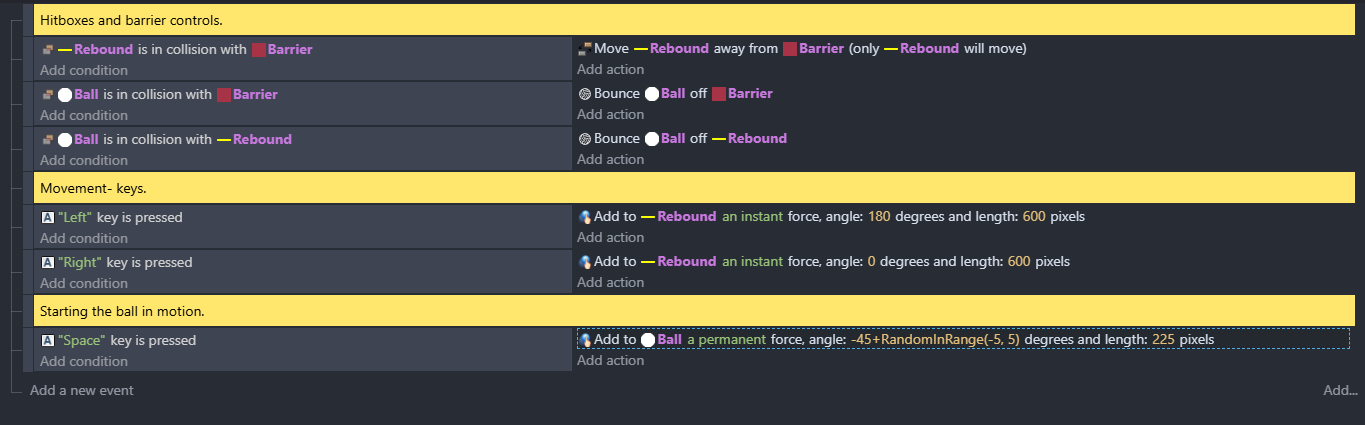 Hitboxes and barrier controls.
Rebound is in collision with Barrier
Move Rebound away from Barrier (only Rebound will move)
Add condition
Add action
Ball is in collision with Barrier
Bounce Ball off Barrier
Add condition
Add action
Ball is in collision with Rebound
Bounce Ball off Rebound
Add condition
Add action
Movement- keys.
A "Left" key is pressed
Add to Rebound an instant force, angle: 180 degrees and length: 600 pixels
Add condition
Add action
A "Right" key is pressed
Add to Rebound an instant force, angle: 0 degrees and length: 600 pixels
Add condition
Add action
Starting the ball in motion.
A "Space" key is pressed
Add to Ball a permanent force, angle: -45+RandomInRange(-5, 5) degrees and length: 225 pixels
Add condition
Add action
Add a new event
Add...